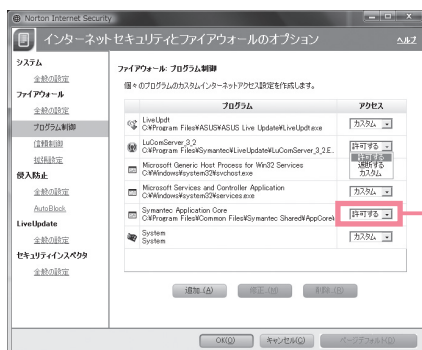 Norton Internet Security
インターネットセキュリティとファイアウォールのオプション
ヘルプ
システム
全般の設定
ファイアウォール
全般の設定
プログラム制御
信頼制御
拡張設定
侵入防止
全般の設定
AutoBlock
LiveUpdate
全般の設定
セキュリティインスペクタ
全般の設定
ファイアウォール: プログラム制御
個々のプログラムのカスタムインターネットアクセス設定を作成します。
プログラム アクセス
LiveUpdt
C:¥Program Files¥ASUS¥ASUS Live Update¥LiveUpdt.exe
カスタム
LuComServer_3_2
C:¥Program Files¥Symantec¥LiveUpdate¥LuComServer_3_2.E..
許可する
許可する
遮断する
カスタム
Microsoft Generic Host Process for Win32 Services
C:¥Windows¥system32¥svchost.exe
Microsoft Services and Controller Application
C:¥Windows¥system32¥services.exe
カスタム
Symantec Application Core
C:¥Program Files¥Common Files¥Symantec Shared¥AppCore¥
許可する
System
System
カスタム
追加...(A) 修正...(M) 削除...(R)
OK(O) キャンセル(C) ページデフォルト(D)